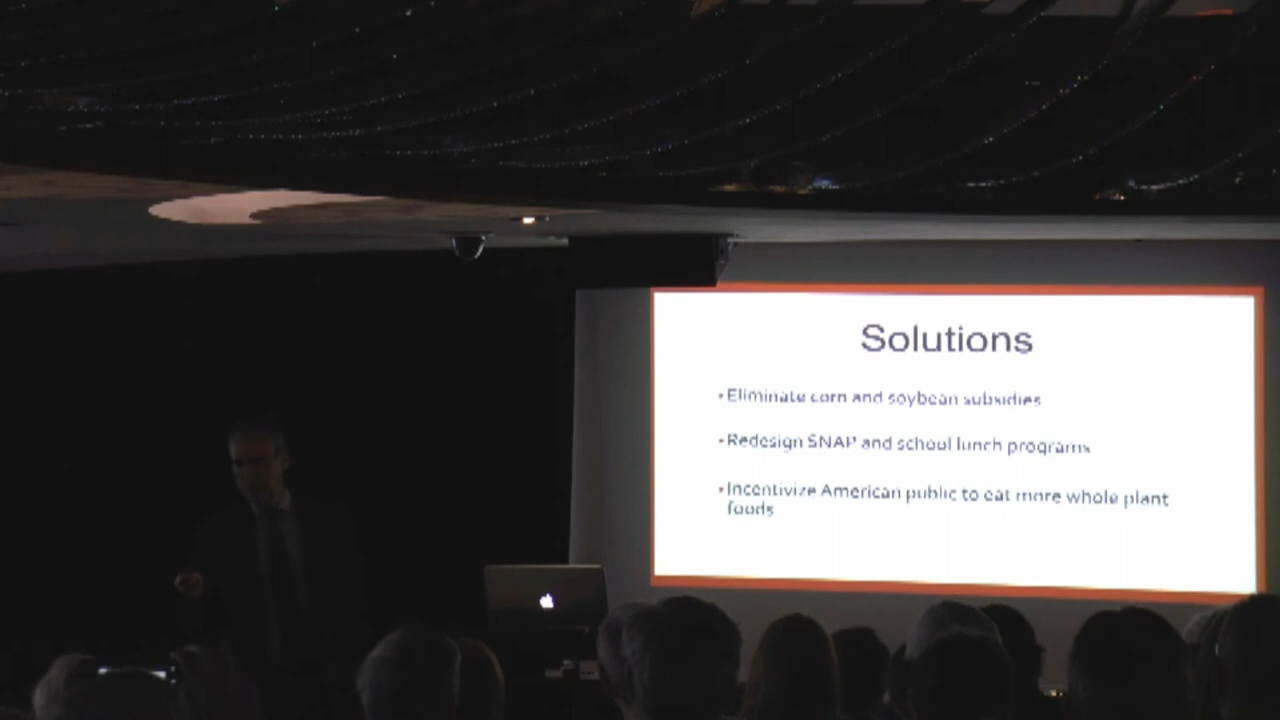 Solutions
Eliminate corn and soybean subsidies
Redesign SNAP and school lunch programs
Incentivize American public to eat more whole plant
foods